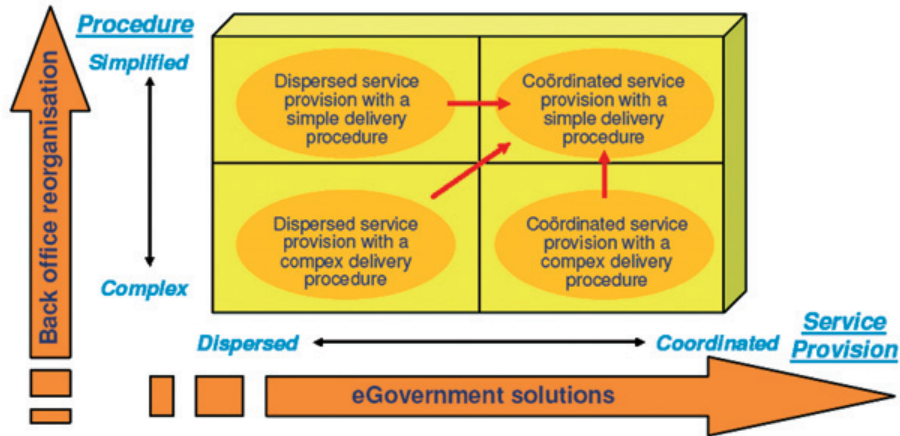 Procedure
Simplified
Complex
Back office reorganisation
Dispersed service
provision with a
simple delivery
procedure
Coördinated service
provision with a
simple delivery
procedure
Dispersed service
provision with a
compex delivery
procedure
Coördinated service
provision with a
compex delivery
procedure
Dispersed
Coordinated
Service
Provision
eGovernment solutions